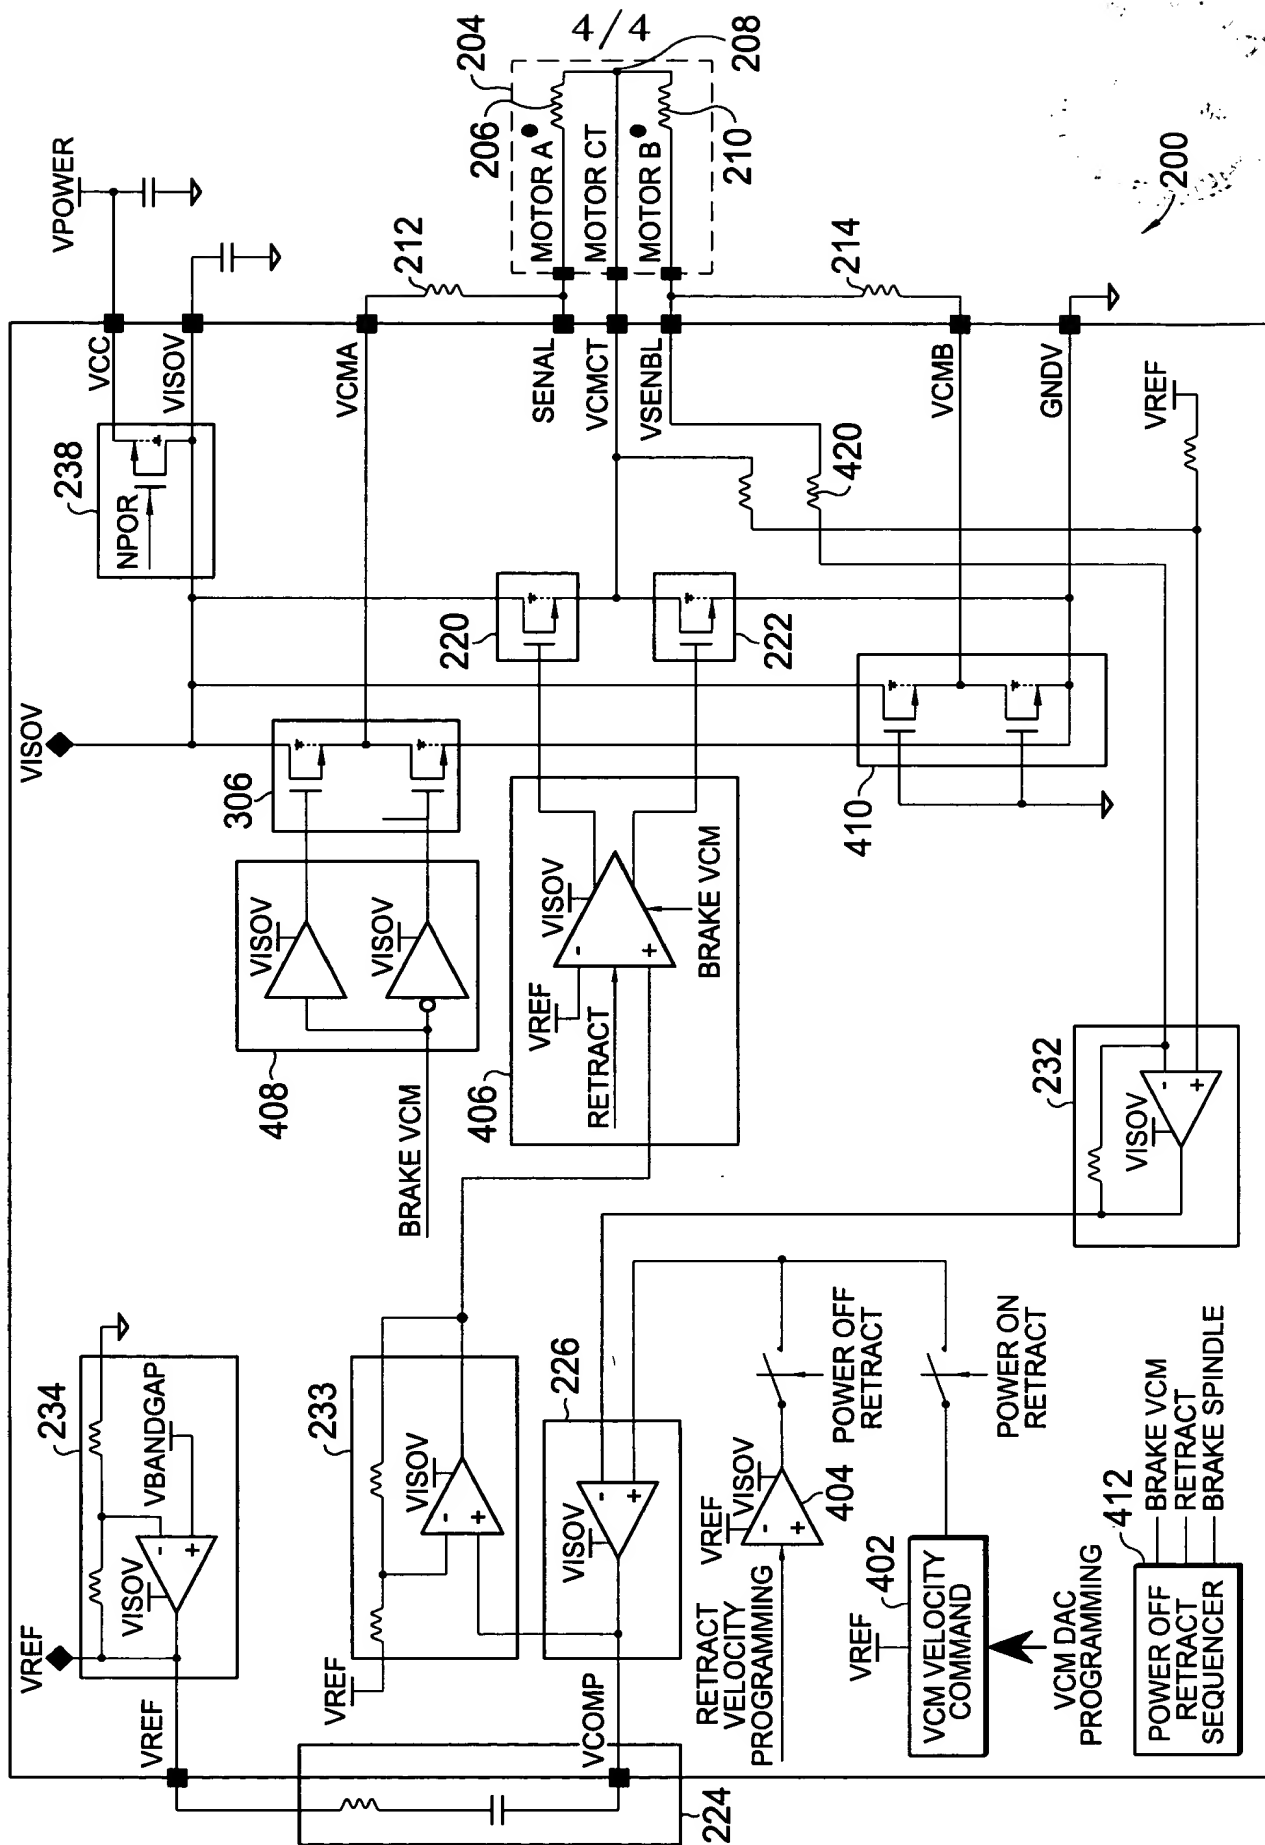 4/4
204
206
208
210
MOTOR A
MOTOR CT
MOTOR B
200
VPOWER
212
214
VCC
VISOV
VCMA
SENAL
VCMCT
VSENBL
VCMB
GNDV
VREF
238
NPOR
420
220
222
VISOV
306
410
408
VISOV
VISOV
BRAKE VCM
406
VREF
VISOV
-
+
RETRACT
BRAKE VCM
232
VISOV
-
+
234
VBANDGAP
VISOV
-
+
VREF
VREF
233
VISOV
-
+
VREF
226
VISOV
-
+
VCOMP
224
POWER OFF
RETRACT
POWER ON
RETRACT
VREF
VISOV
-
+
404
RETRACT
VELOCITY
PROGRAMMING
402
VREF
VCM VELOCITY
COMMAND
VCM DAC
PROGRAMMING
412
POWER OFF
RETRACT
SEQUENCER
BRAKE VCM
RETRACT
BRAKE SPINDLE